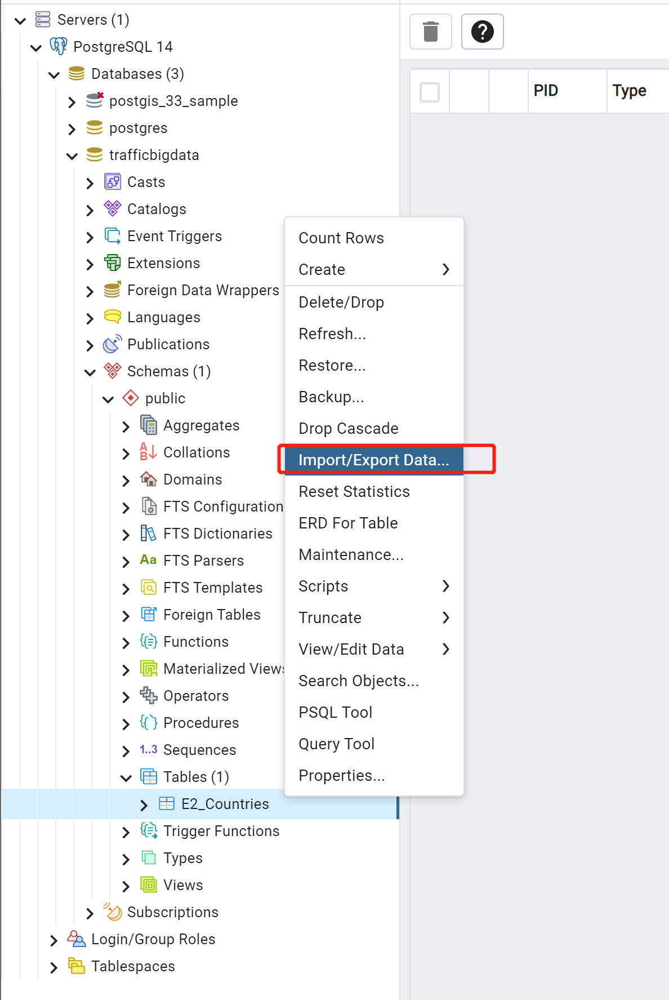 Servers (1)
PostgreSQL 14
Databases (3)
postgis_33_sample
postgres
trafficbigdata
Casts
Catalogs
Event Triggers
Extensions
Foreign Data Wrappers
Languages
Publications
Schemas (1)
public
Aggregates
Collations
Domains
FTS Configuration
FTS Dictionaries
Aa FTS Parsers
FTS Templates
Foreign Tables
Functions
Materialized Views
Operators
Procedures
1..3 Sequences
Tables (1)
E2_Countries
Trigger Functions
Types
Views
Subscriptions
Login/Group Roles
Tablespaces
Count Rows
Create
Delete/Drop
Refresh...
Restore...
Backup...
Drop Cascade
Import/Export Data...
Reset Statistics
ERD For Table
Maintenance...
Scripts
Truncate
View/Edit Data
Search Objects...
PSQL Tool
Query Tool
Properties...
PID
Type